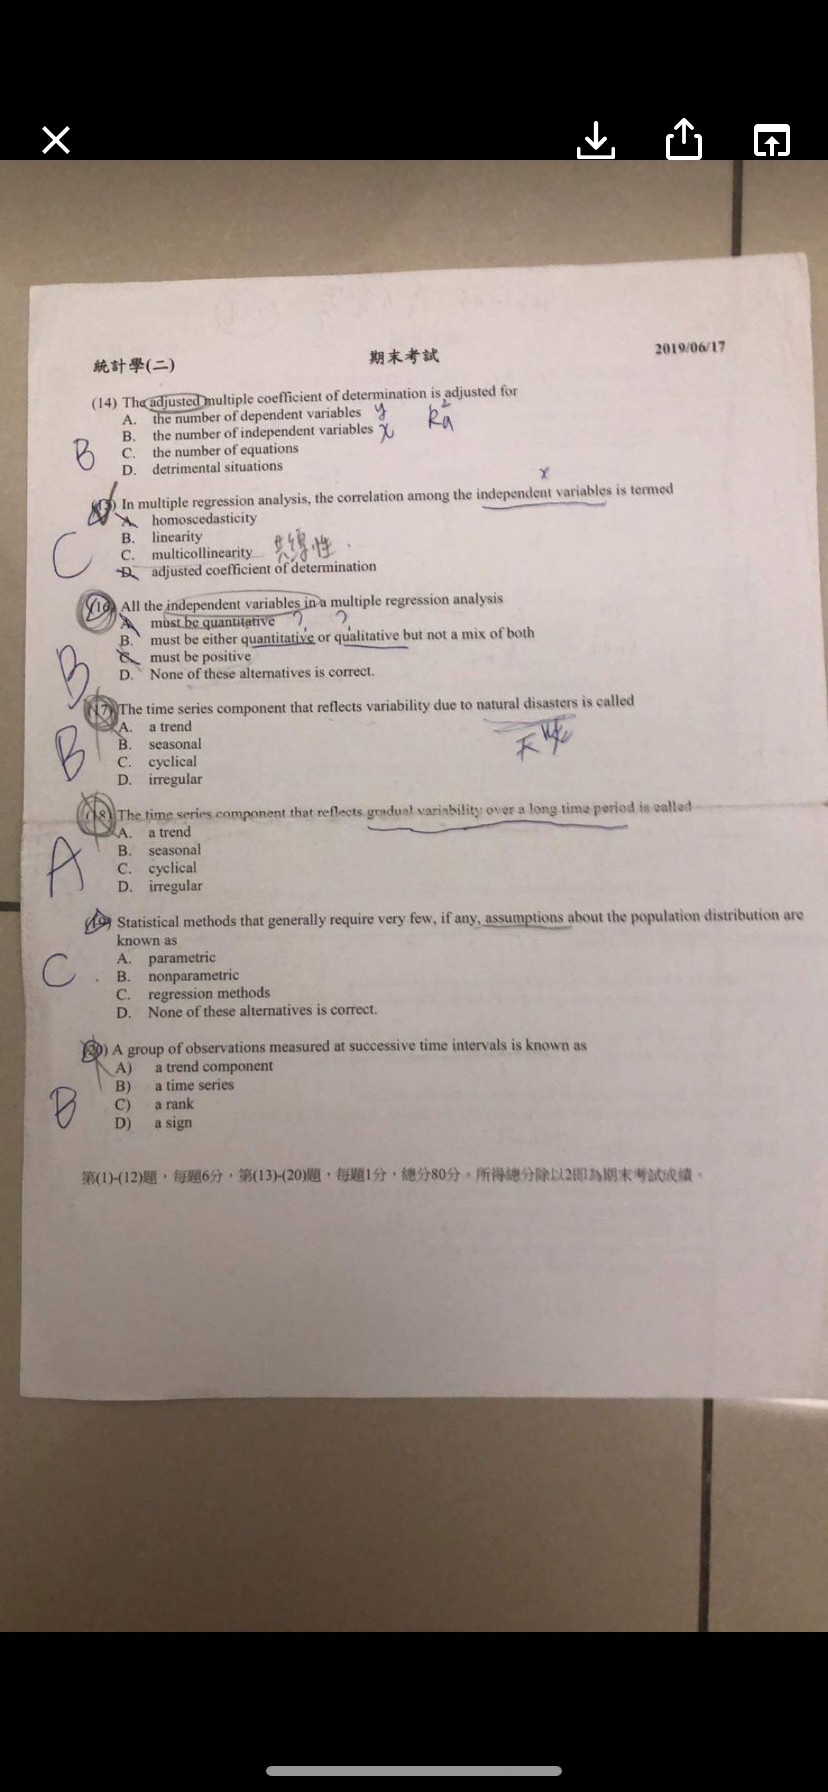 統計學(二)
期末考試
2019/06/17
(14) The adjusted multiple coefficient of determination is adjusted for
A. the number of dependent variables y
B. the number of independent variables x
Ra²
C. the number of equations
D. detrimental situations
B
x
(15) In multiple regression analysis, the correlation among the independent variables is termed
A. homoscedasticity
B. linearity
C. multicollinearity 共線性
D. adjusted coefficient of determination
C
(16) All the independent variables in a multiple regression analysis
A. must be quantitative ? ?
B. must be either quantitative or qualitative but not a mix of both
C. must be positive
D. None of these alternatives is correct.
B
(17) The time series component that reflects variability due to natural disasters is called
A. a trend
B. seasonal
C. cyclical
D. irregular
B
天災
(18) The time series component that reflects gradual variability over a long time period is called
A. a trend
B. seasonal
C. cyclical
D. irregular
A
(19) Statistical methods that generally require very few, if any, assumptions about the population distribution are
known as
A. parametric
B. nonparametric
C. regression methods
D. None of these alternatives is correct.
C
(20) A group of observations measured at successive time intervals is known as
A) a trend component
B) a time series
C) a rank
D) a sign
B
第(1)-(12)題，每題6分，第(13)-(20)題，每題1分，總分80分。所得總分除以2即為期末考試成績。